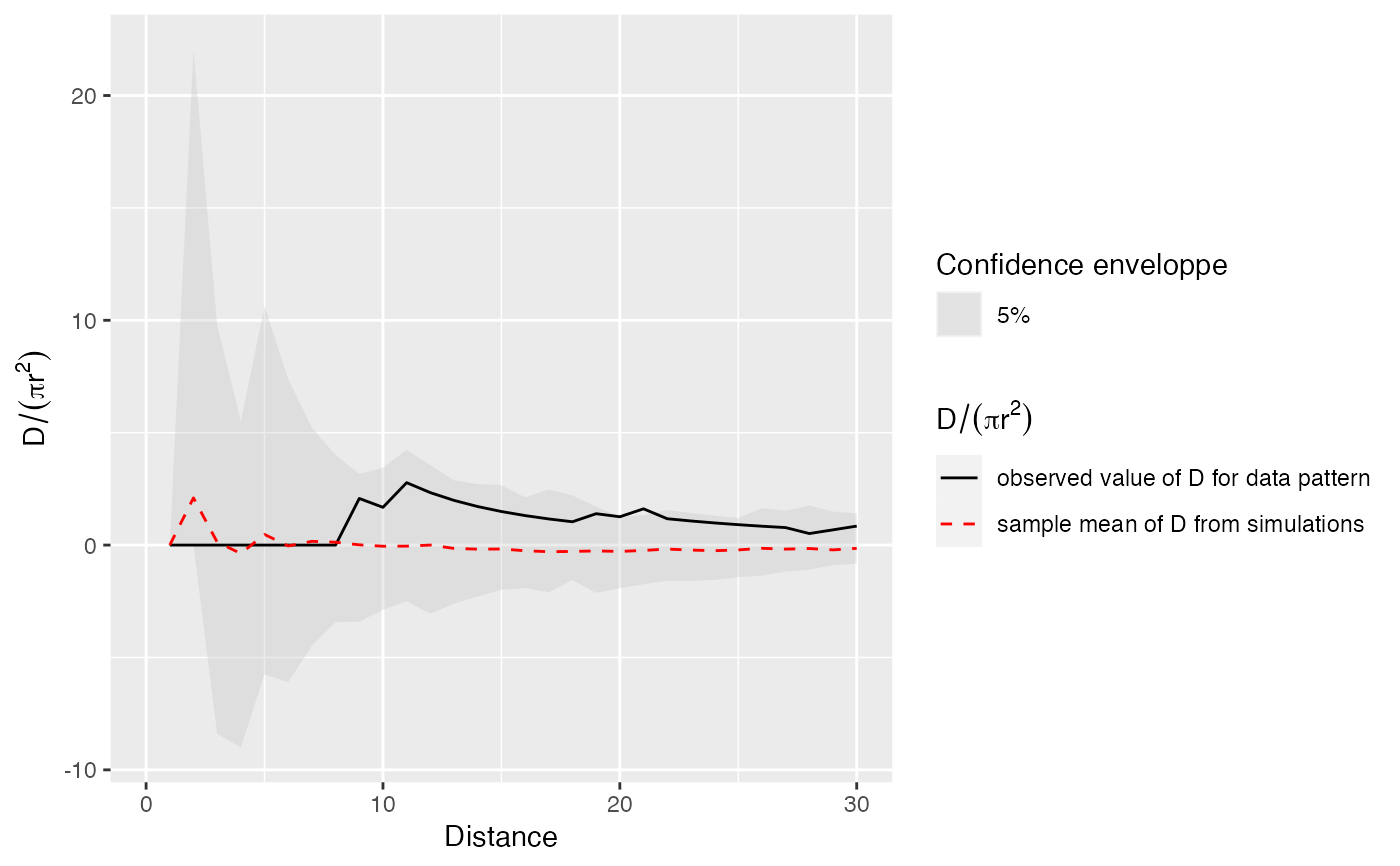 20
10
0
-10
D/(πr²)
0
10
20
30
Distance
Confidence enveloppe
5%
D/(πr²)
observed value of D for data pattern
sample mean of D from simulations